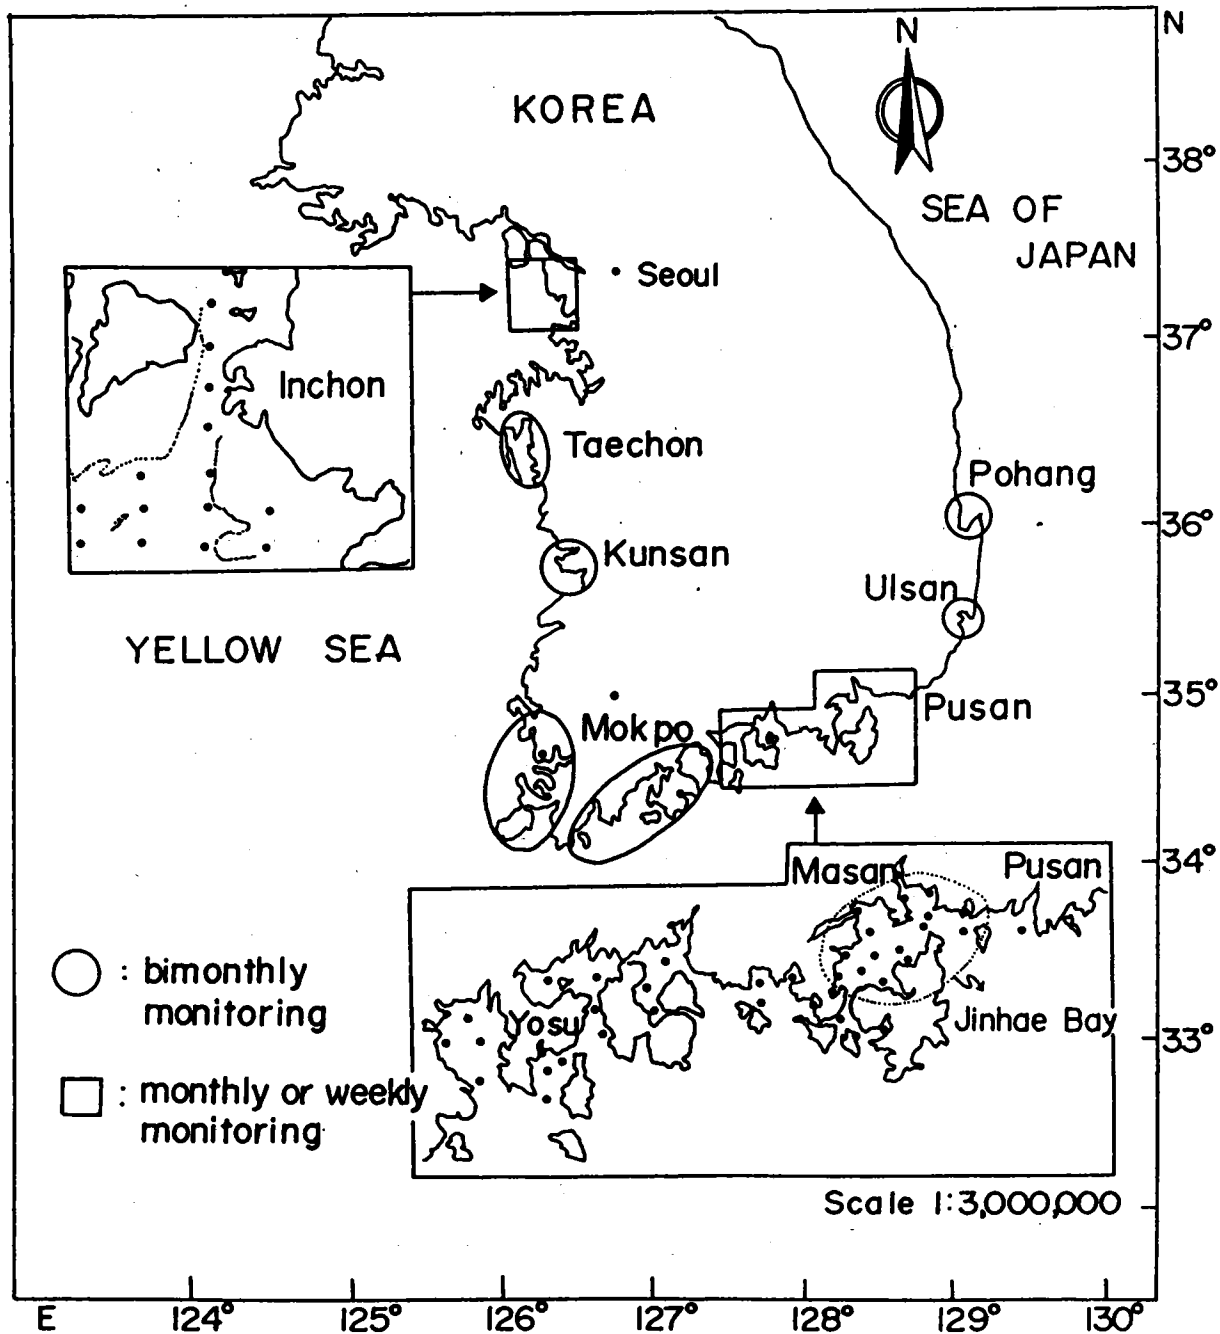 N
N
KOREA
38°
SEA OF
JAPAN
Seoul
37°
Inchon
Taechon
Pohang
36°
Kunsan
Ulsan
YELLOW SEA
35°
Pusan
Mokpo
34°
Masan
Pusan
: bimonthly
monitoring
Yosu
Jinhae Bay
33°
: monthly or weekly
monitoring
Scale 1:3,000,000
E
124°
125°
126°
127°
128°
129°
130°